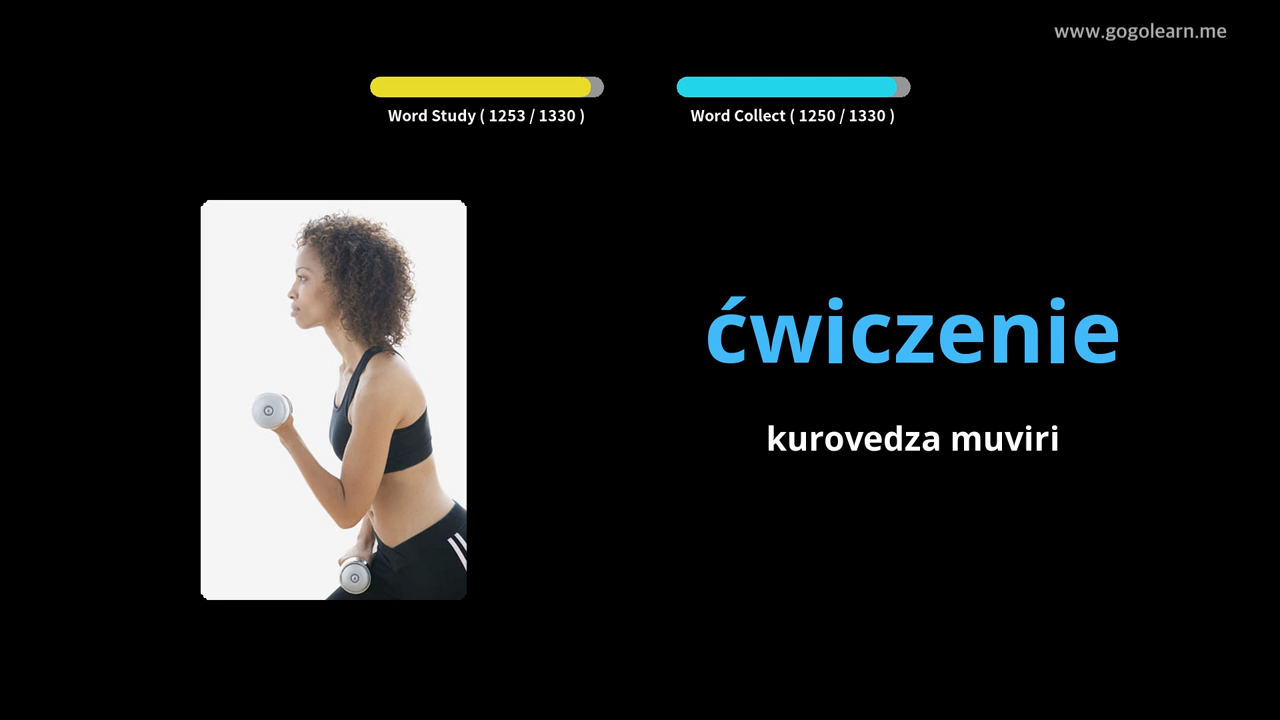 www.gogolearn.me
Word Study ( 1253 / 1330 )
Word Collect ( 1250 / 1330 )
ćwiczenie
kurovedza muviri